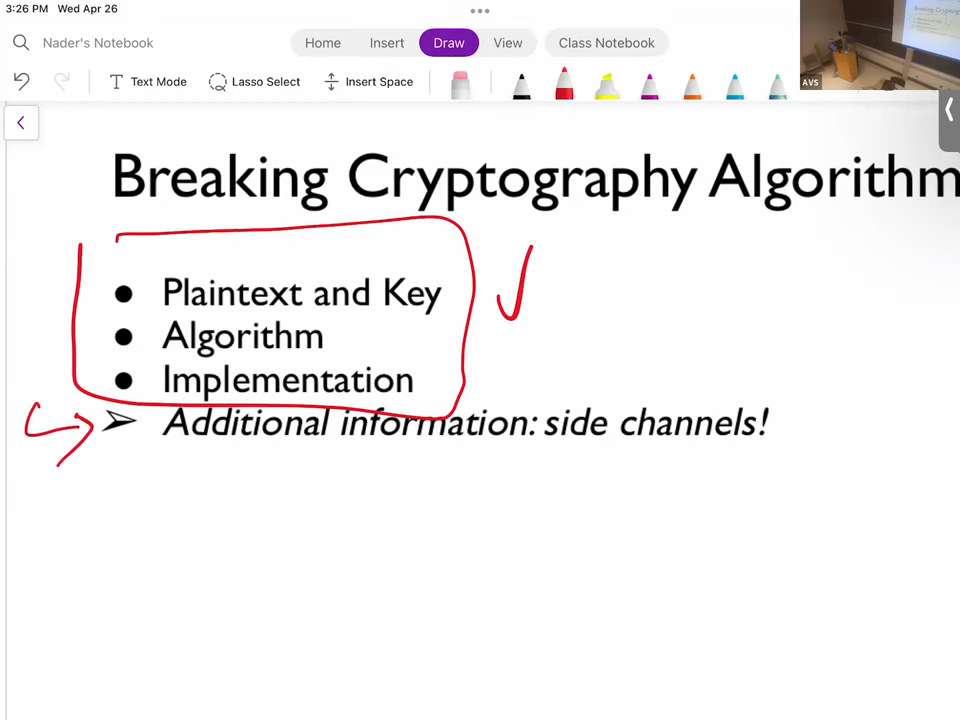 3:26 PM Wed Apr 26
Nader's Notebook
Home Insert Draw View Class Notebook
Text Mode Lasso Select Insert Space
AVS
Breaking Cryptography Algorithm
● Plaintext and Key
● Algorithm
● Implementation
➢ Additional information: side channels!